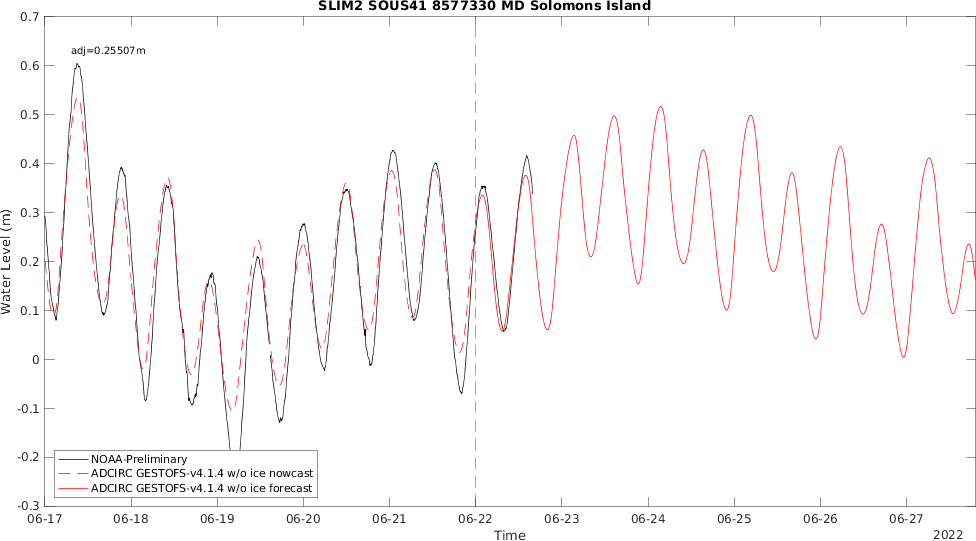 SLIM2 SOUS41 8577330 MD Solomons Island
adj=0.25507m
0.7
0.6
0.5
0.4
0.3
0.2
0.1
0
-0.1
-0.2
-0.3
Water Level (m)
NOAA-Preliminary
ADCIRC GESTOFS-v4.1.4 w/o ice nowcast
ADCIRC GESTOFS-v4.1.4 w/o ice forecast
06-17 06-18 06-19 06-20 06-21 06-22 06-23 06-24 06-25 06-26 06-27
Time
2022